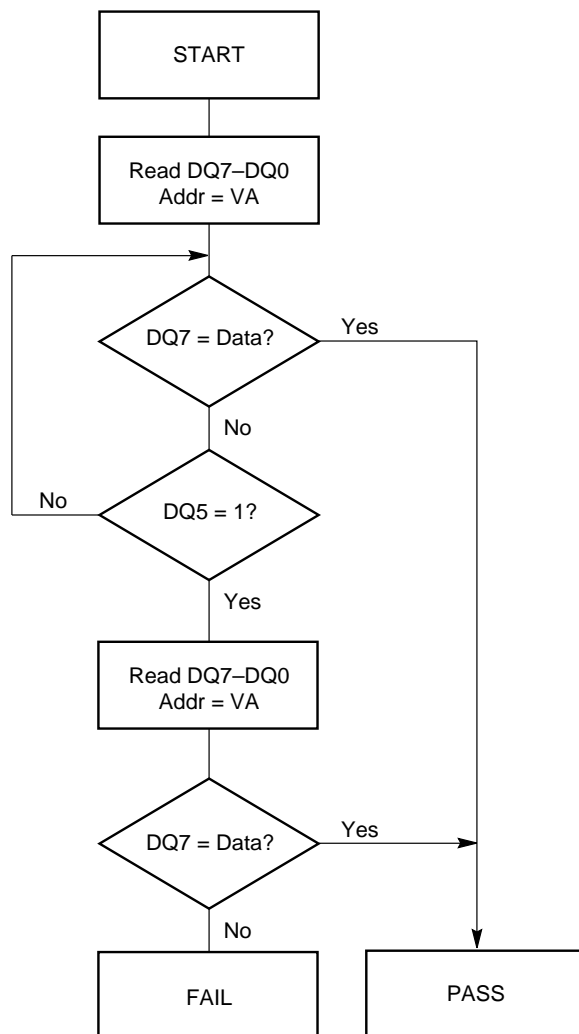 START
Read DQ7–DQ0
Addr = VA
DQ7 = Data?
Yes
No
No
DQ5 = 1?
Yes
Read DQ7–DQ0
Addr = VA
DQ7 = Data?
Yes
No
FAIL
PASS